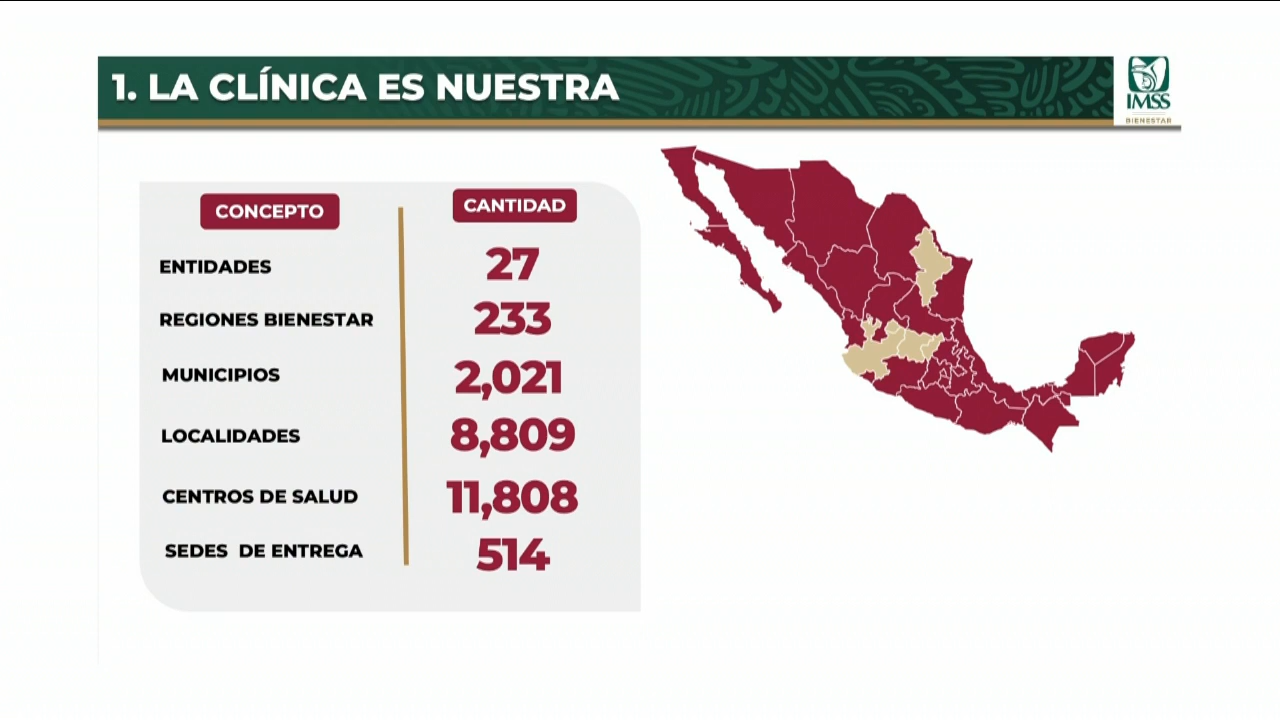 1. LA CLÍNICA ES NUESTRA
IMSS
BIENESTAR
CONCEPTO
CANTIDAD
ENTIDADES
27
REGIONES BIENESTAR
233
MUNICIPIOS
2,021
LOCALIDADES
8,809
CENTROS DE SALUD
11,808
SEDES DE ENTREGA
514